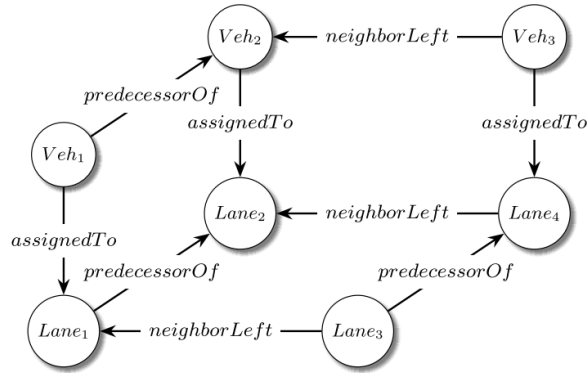 Veh₂ neighborLeft Veh₃
predecessorOf
assignedTo assignedTo
Veh₁
Lane₂ neighborLeft Lane₄
assignedTo
predecessorOf predecessorOf
Lane₁ neighborLeft Lane₃